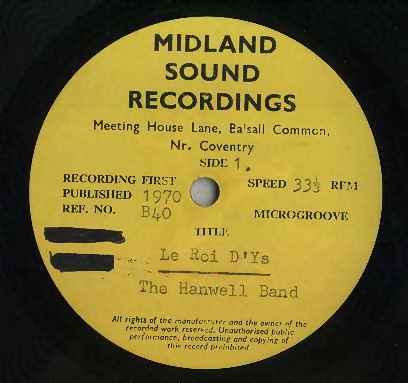 MIDLAND
SOUND
RECORDINGS
Meeting House Lane, Balsall Common,
Nr. Coventry
SIDE 1.
RECORDING FIRST
PUBLISHED 1970
REF. NO. B40
SPEED 33⅓ RPM
MICROGROOVE
TITLE
Le Roi D'Ys
The Hanwell Band
All rights of the manufacturer and the owner of the
recorded work reserved. Unauthorised public
performance, broadcasting and copying of
this record prohibited